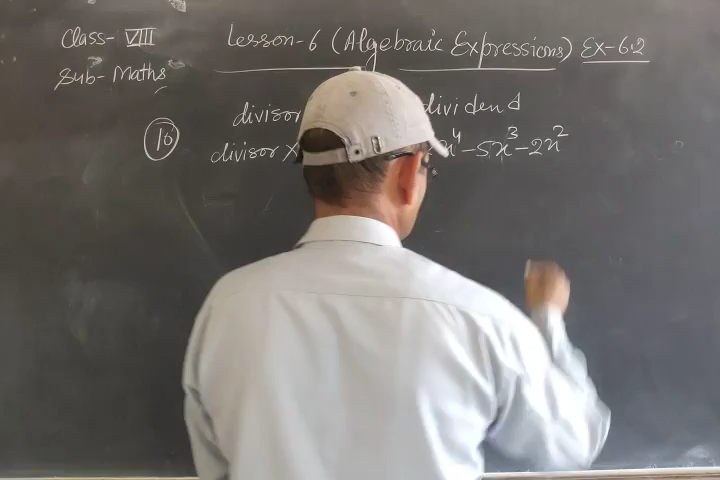 Class- VIII Lesson-6 (Algebraic Expressions) Ex-6.2
Sub- Maths
divisor dividend
10 divisor × x⁴-5x³-2x²